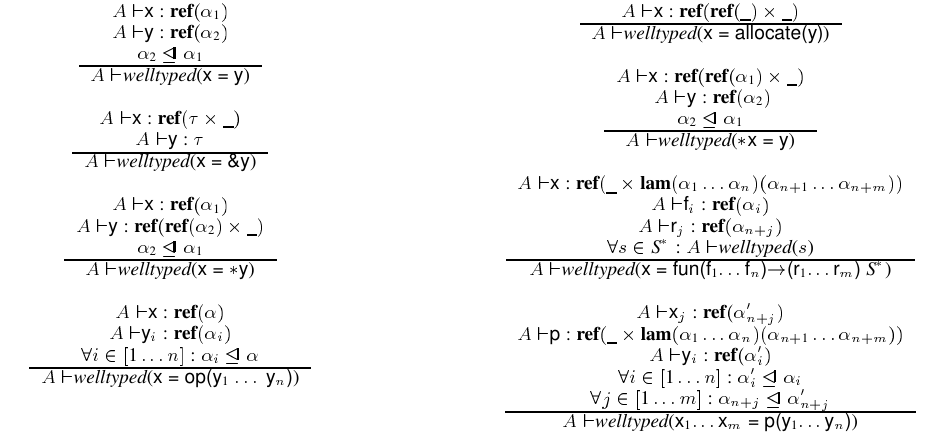 A ⊢ x : ref(α₁)
A ⊢ y : ref(α₂)
α₂ ⊴ α₁
A ⊢ welltyped(x = y)
A ⊢ x : ref(τ × _)
A ⊢ y : τ
A ⊢ welltyped(x = &y)
A ⊢ x : ref(α₁)
A ⊢ y : ref(ref(α₂) × _)
α₂ ⊴ α₁
A ⊢ welltyped(x = *y)
A ⊢ x : ref(α)
A ⊢ yᵢ : ref(αᵢ)
∀i ∈ [1 … n] : αᵢ ⊴ α
A ⊢ welltyped(x = op(y₁ … yₙ))
A ⊢ x : ref(ref(_) × _)
A ⊢ welltyped(x = allocate(y))
A ⊢ x : ref(ref(α₁) × _)
A ⊢ y : ref(α₂)
α₂ ⊴ α₁
A ⊢ welltyped(*x = y)
A ⊢ x : ref(_ × lam(α₁ … αₙ)(αₙ₊₁ … αₙ₊ₘ))
A ⊢ fᵢ : ref(αᵢ)
A ⊢ rⱼ : ref(αₙ₊ⱼ)
∀s ∈ S* : A ⊢ welltyped(s)
A ⊢ welltyped(x = fun(f₁…fₙ)→(r₁…rₘ) S*)
A ⊢ xⱼ : ref(α′ₙ₊ⱼ)
A ⊢ p : ref(_ × lam(α₁ … αₙ)(αₙ₊₁ … αₙ₊ₘ))
A ⊢ yᵢ : ref(α′ᵢ)
∀i ∈ [1 … n] : α′ᵢ ⊴ αᵢ
∀j ∈ [1 … m] : αₙ₊ⱼ ⊴ α′ₙ₊ⱼ
A ⊢ welltyped(x₁…xₘ = p(y₁…yₙ))